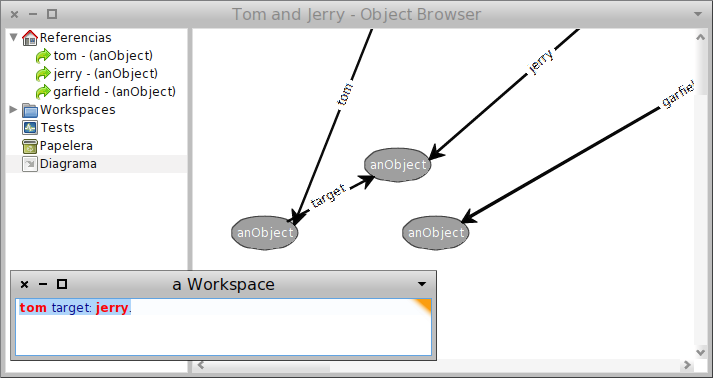 Tom and Jerry - Object Browser
Referencias
tom - (anObject)
jerry - (anObject)
garfield - (anObject)
Workspaces
Tests
Papelera
Diagrama
tom
jerry
garfiel
anObject
target
anObject
anObject
a Workspace
tom target: jerry.